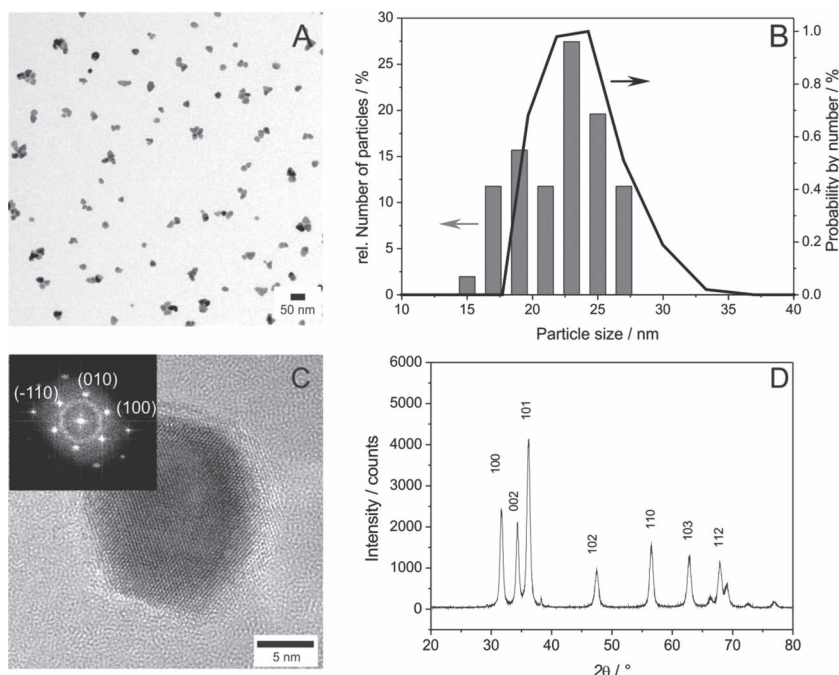 A
50 nm
B
rel. Number of particles / %
30
25
20
15
10
5
0
10 15 20 25 30 35 40
Particle size / nm
1.0
0.8
0.6
0.4
0.2
0.0
Probability by number / %
C
(010)
(-110)
(100)
5 nm
D
Intensity / counts
6000
5000
4000
3000
2000
1000
0
100
002
101
102
110
103
112
20 30 40 50 60 70 80
2θ / °